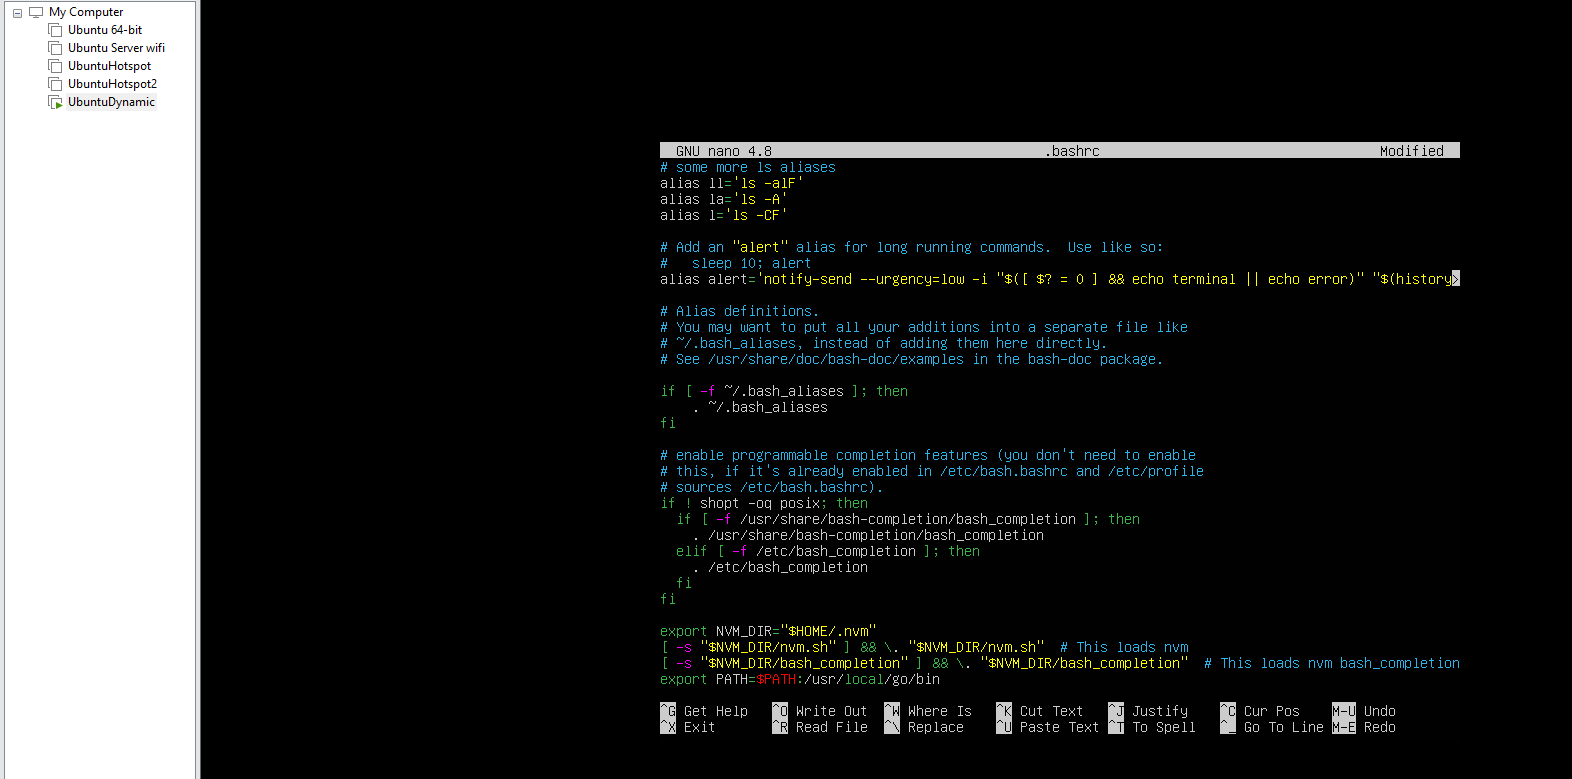 My Computer
Ubuntu 64-bit
Ubuntu Server wifi
UbuntuHotspot
UbuntuHotspot2
UbuntuDynamic
GNU nano 4.8 .bashrc Modified
# some more ls aliases
alias ll='ls -alF'
alias la='ls -A'
alias l='ls -CF'
# Add an "alert" alias for long running commands.  Use like so:
#   sleep 10; alert
alias alert='notify-send --urgency=low -i "$([ $? = 0 ] && echo terminal || echo error)" "$(history>
# Alias definitions.
# You may want to put all your additions into a separate file like
# ~/.bash_aliases, instead of adding them here directly.
# See /usr/share/doc/bash-doc/examples in the bash-doc package.
if [ -f ~/.bash_aliases ]; then
    . ~/.bash_aliases
fi
# enable programmable completion features (you don't need to enable
# this, if it's already enabled in /etc/bash.bashrc and /etc/profile
# sources /etc/bash.bashrc).
if ! shopt -oq posix; then
  if [ -f /usr/share/bash-completion/bash_completion ]; then
    . /usr/share/bash-completion/bash_completion
  elif [ -f /etc/bash_completion ]; then
    . /etc/bash_completion
  fi
fi
export NVM_DIR="$HOME/.nvm"
[ -s "$NVM_DIR/nvm.sh" ] && \. "$NVM_DIR/nvm.sh"  # This loads nvm
[ -s "$NVM_DIR/bash_completion" ] && \. "$NVM_DIR/bash_completion"  # This loads nvm bash_completion
export PATH=$PATH:/usr/local/go/bin
^G Get Help ^O Write Out ^W Where Is ^K Cut Text ^J Justify ^C Cur Pos M-U Undo
^X Exit ^R Read File ^\ Replace ^U Paste Text ^T To Spell ^_ Go To Line M-E Redo